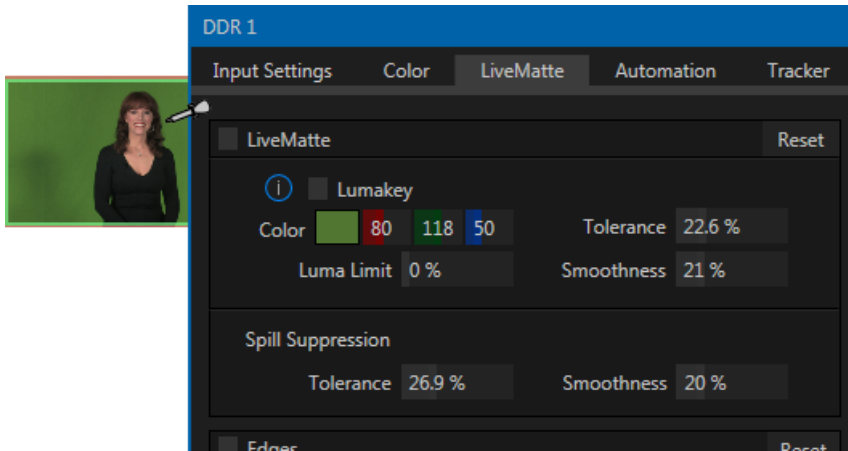 DDR 1
Input Settings Color LiveMatte Automation Tracker
LiveMatte Reset
i Lumakey
Color 80 118 50 Tolerance 22.6 %
Luma Limit 0 % Smoothness 21 %
Spill Suppression
Tolerance 26.9 % Smoothness 20 %
Edges Reset